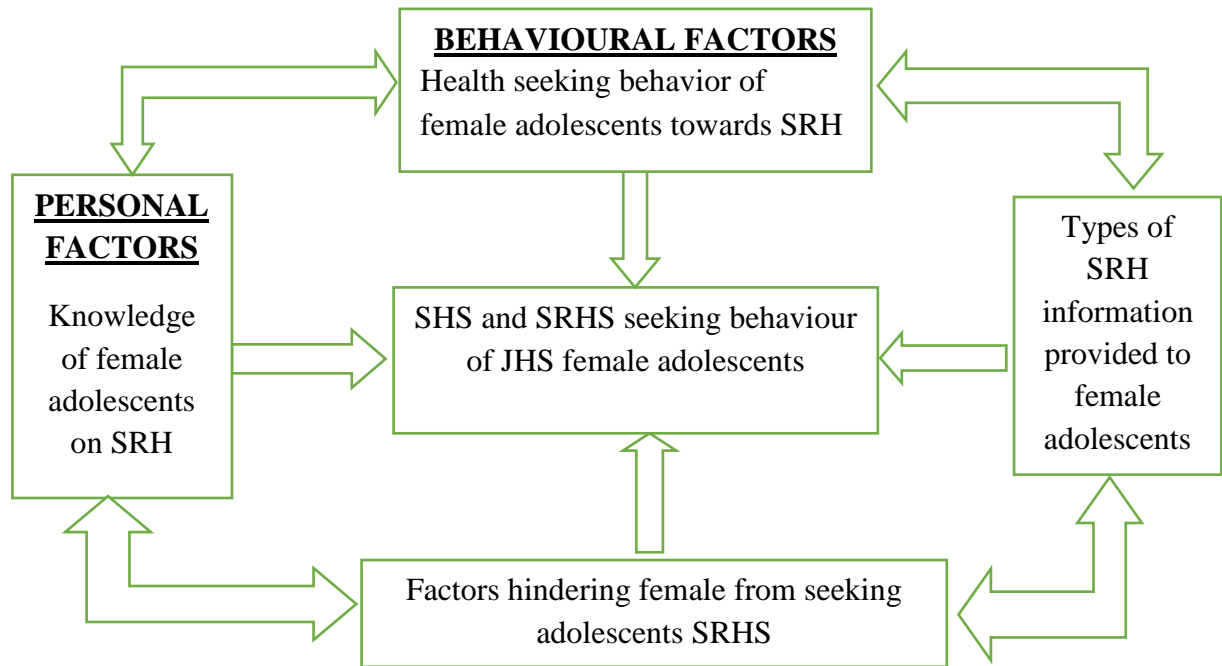 BEHAVIOURAL FACTORS
Health seeking behavior of
female adolescents towards SRH
PERSONAL
FACTORS
Knowledge
of female
adolescents
on SRH
SHS and SRHS seeking behaviour
of JHS female adolescents
Types of
SRH
information
provided to
female
adolescents
Factors hindering female from seeking
adolescents SRHS